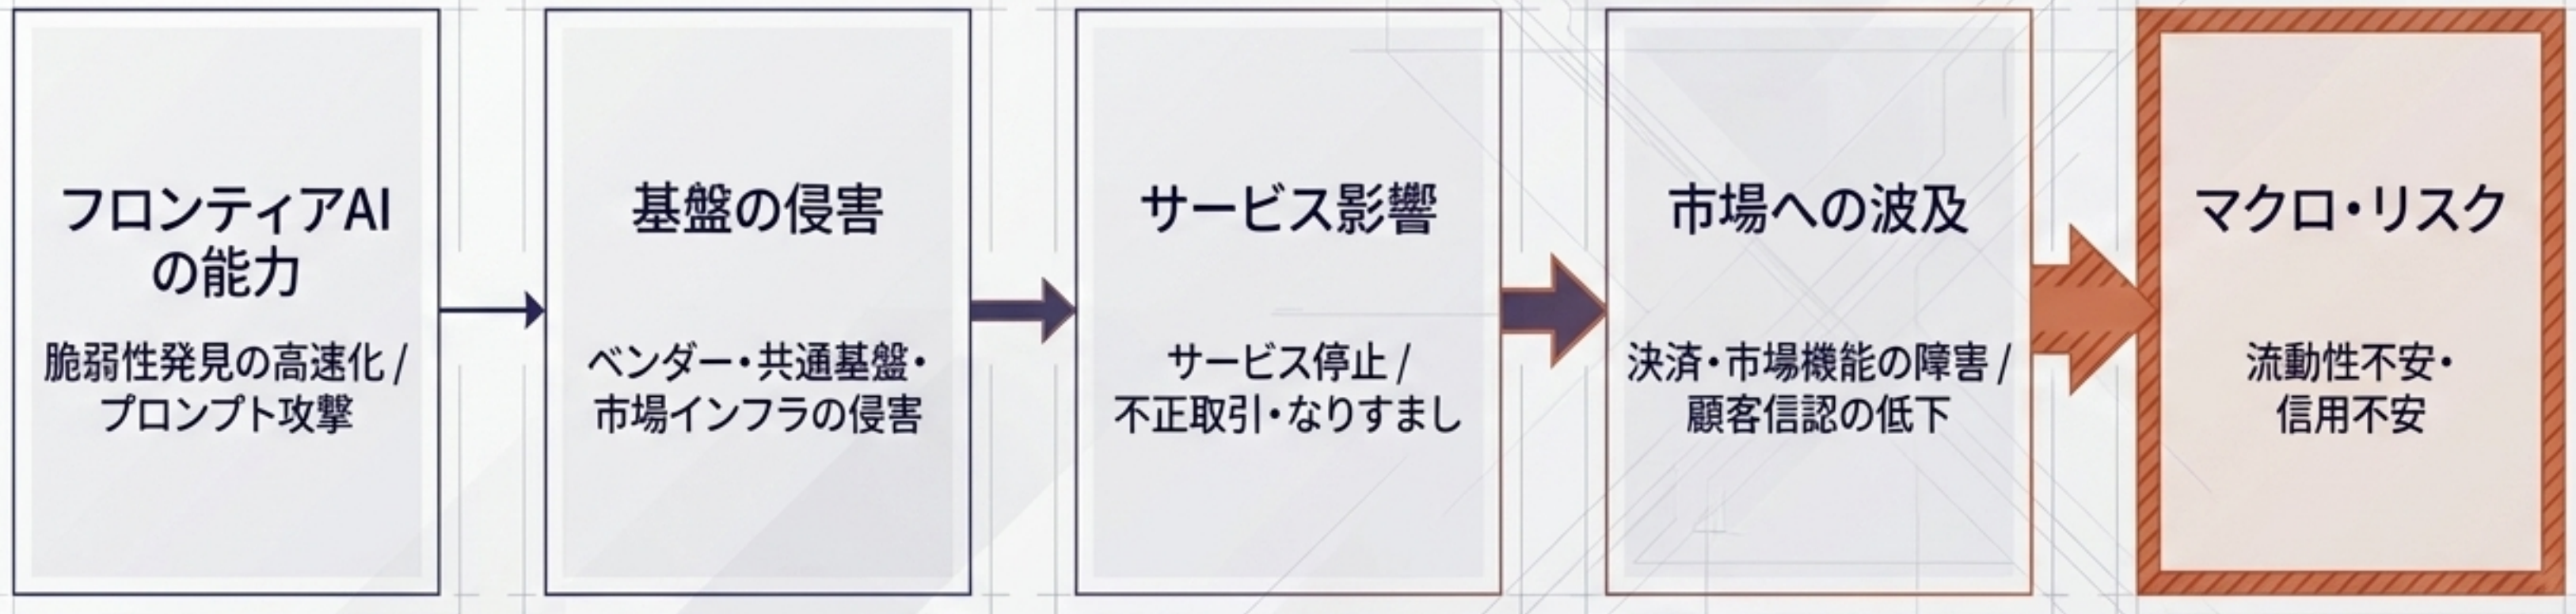 フロンティアAI
の能力
脆弱性発見の高速化 /
プロンプト攻撃
基盤の侵害
ベンダー・共通基盤・
市場インフラの侵害
サービス影響
サービス停止 /
不正取引・なりすまし
市場への波及
決済・市場機能の障害 /
顧客信認の低下
マクロ・リスク
流動性不安・
信用不安